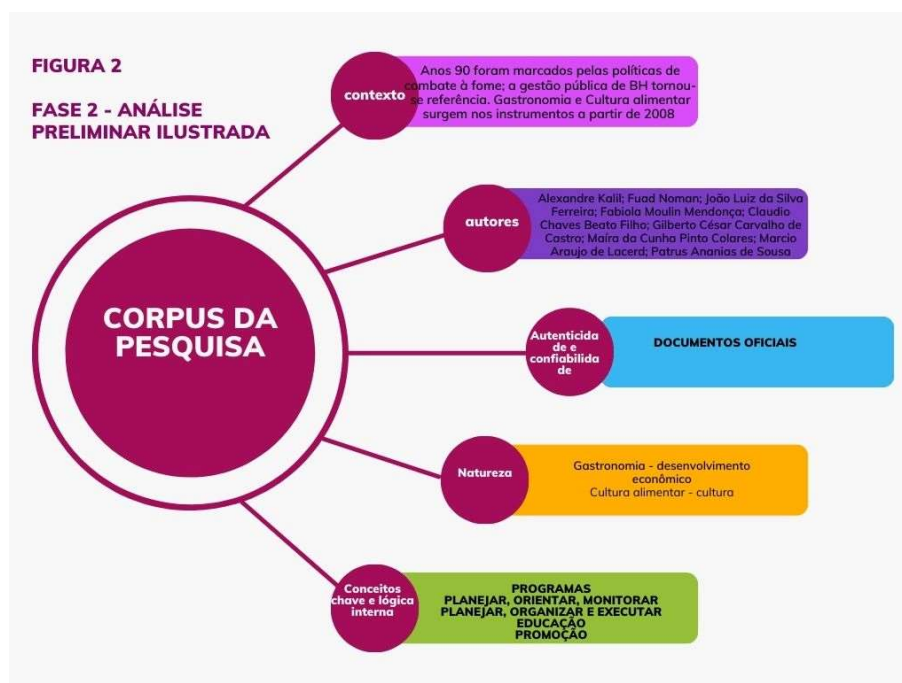 FIGURA 2
FASE 2 - ANÁLISE
PRELIMINAR ILUSTRADA
contexto
Anos 90 foram marcados pelas políticas de
combate à fome; a gestão pública de BH tornou-
se referência. Gastronomia e Cultura alimentar
surgem nos instrumentos a partir de 2008
autores
Alexandre Kalil; Fuad Noman; João Luiz da Silva
Ferreira; Fabíola Moulin Mendonça; Claudio
Chaves Beato Filho; Gilberto César Carvalho de
Castro; Maíra da Cunha Pinto Colares; Marcio
Araujo de Lacerd; Patrus Ananias de Sousa
CORPUS DA
PESQUISA
Autenticida
de e
confiabilida
de
DOCUMENTOS OFICIAIS
Natureza
Gastronomia - desenvolvimento
econômico
Cultura alimentar - cultura
Conceitos
chave e lógica
interna
PROGRAMAS
PLANEJAR, ORIENTAR, MONITORAR
PLANEJAR, ORGANIZAR E EXECUTAR
EDUCAÇÃO
PROMOÇÃO